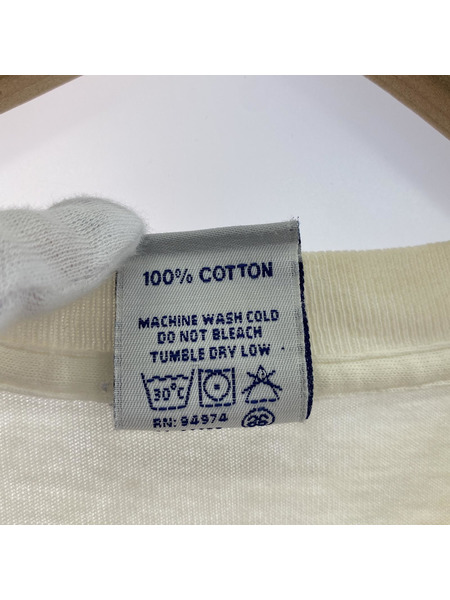 100% COTTON
MACHINE WASH COLD
DO NOT BLEACH
TUMBLE DRY LOW
30°C
RN: 94974